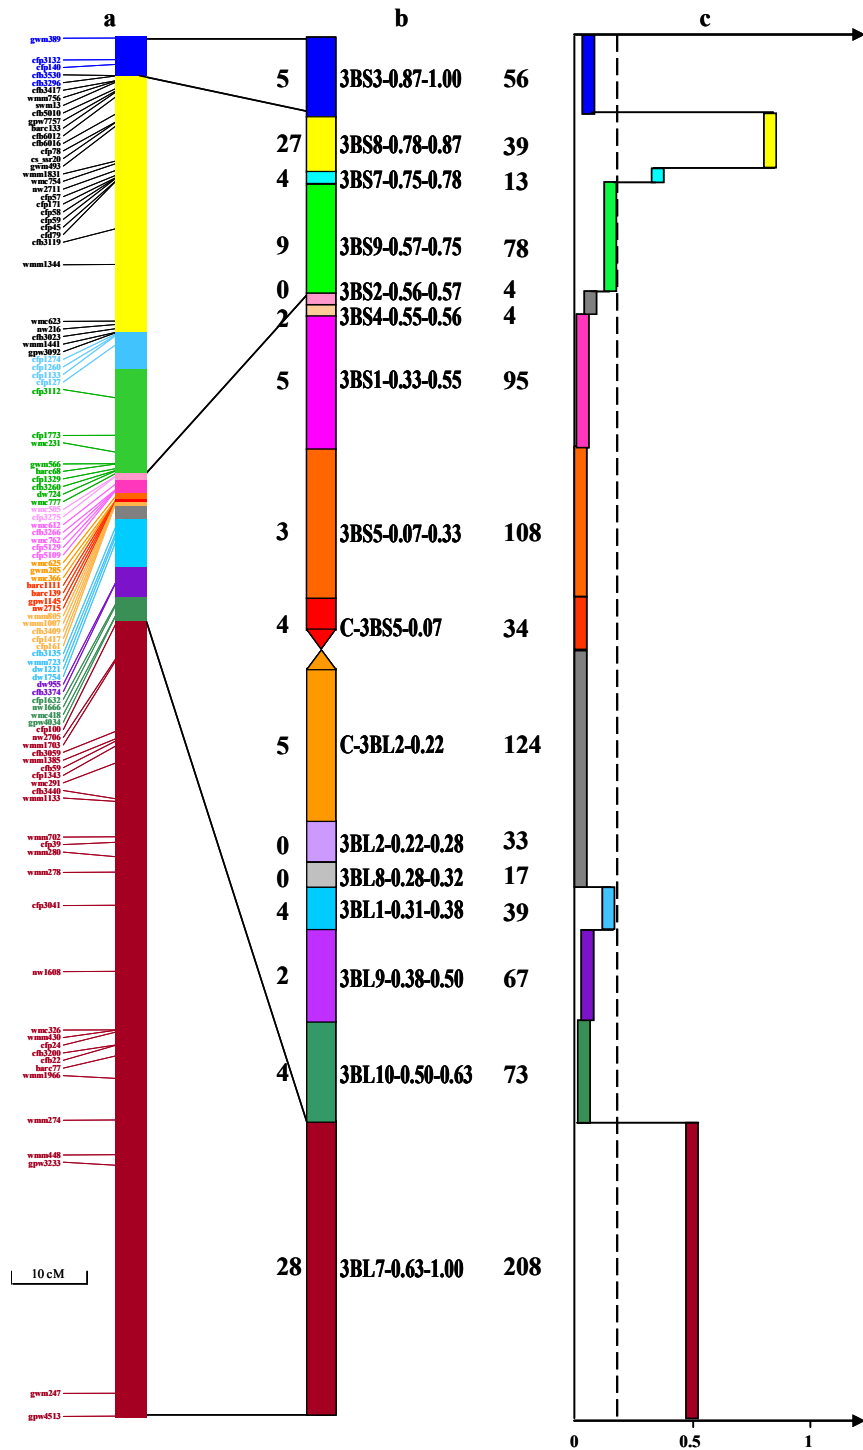 a b c
gwm389
cfp3132
cfp140
cfb3530
cfb3296
cfb3417
wmm756
swm13
cfb5010
gpw7757
barc133
cfb6012
cfb6016
cfp78
cs_ssr20
gwm493
wmm1831
wmc754
nw2711
cfp57
cfp171
cfp58
cfp59
cfp45
cfd79
cfb3119
wmm1344
wmc623
nw216
cfb3023
wmm1441
gpw3092
cfp1274
cfp1260
cfp1133
cfp127
cfp3112
cfp1773
wmc231
gwm566
barc68
cfp1329
cfb3260
dw724
wmc777
wmc505
cfp3275
wmc612
cfb3266
wmc762
cfp5129
cfp5109
wmc625
gwm285
wmc366
barc1111
barc139
gpw1145
nw2715
wmm805
wmm1007
cfb3409
cfp1417
cfp161
cfb3135
wmm723
dw1221
dw1754
dw955
cfb3374
cfp1632
nw1666
wmc418
gpw4034
cfp100
nw2706
wmm1703
cfb3059
wmm1385
cfb59
cfp1343
wmc291
cfb3440
wmm1133
wmm702
cfp39
wmm280
wmm278
cfp3041
nw1608
wmc326
wmm430
cfp24
cfb3200
cfb22
barc77
wmm1966
wmm274
wmm448
gpw3233
10 cM
gwm247
gpw4513
5 3BS3-0.87-1.00 56
27 3BS8-0.78-0.87 39
4 3BS7-0.75-0.78 13
9 3BS9-0.57-0.75 78
0 3BS2-0.56-0.57 4
2 3BS4-0.55-0.56 4
5 3BS1-0.33-0.55 95
3 3BS5-0.07-0.33 108
4 C-3BS5-0.07 34
5 C-3BL2-0.22 124
0 3BL2-0.22-0.28 33
0 3BL8-0.28-0.32 17
4 3BL1-0.31-0.38 39
2 3BL9-0.38-0.50 67
4 3BL10-0.50-0.63 73
28 3BL7-0.63-1.00 208
0 0.5 1